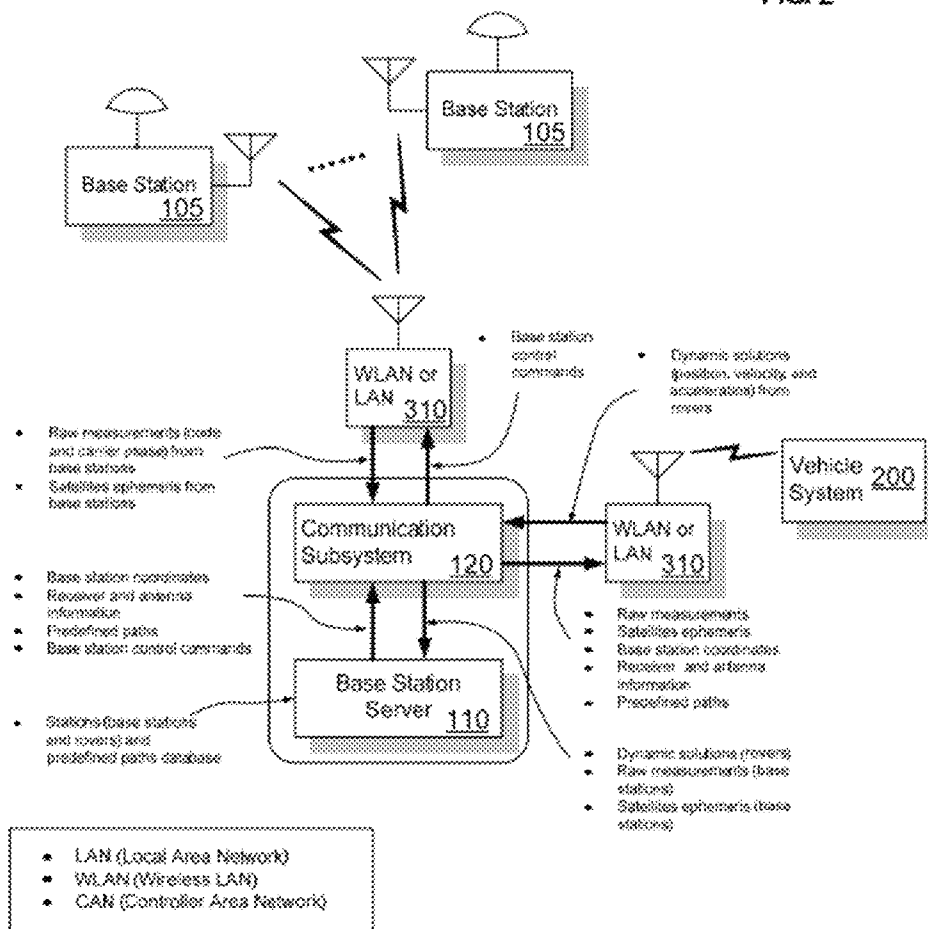 Base Station
105
Base Station
105
WLAN or
LAN 310
• Base station
control
commands
• Dynamic solutions
(position, velocity, and
acceleration) from
rovers
• Raw measurements (code
and carrier phase) from
base stations
• Satellites ephemeris from
base stations
Vehicle
System 200
Communication
Subsystem
120
WLAN or
LAN 310
• Base station coordinates
• Receiver and antenna
information
• Predefined paths
• Base station control commands
• Raw measurements
• Satellites ephemeris
• Base station coordinates
• Receiver and antenna
information
• Predefined paths
Base Station
Server 110
• Stations (base stations
and rovers) and
predefined paths database
• Dynamic solutions (rovers)
• Raw measurements (base
stations)
• Satellites ephemeris (base
stations)
• LAN (Local Area Network)
• WLAN (Wireless LAN)
• CAN (Controller Area Network)